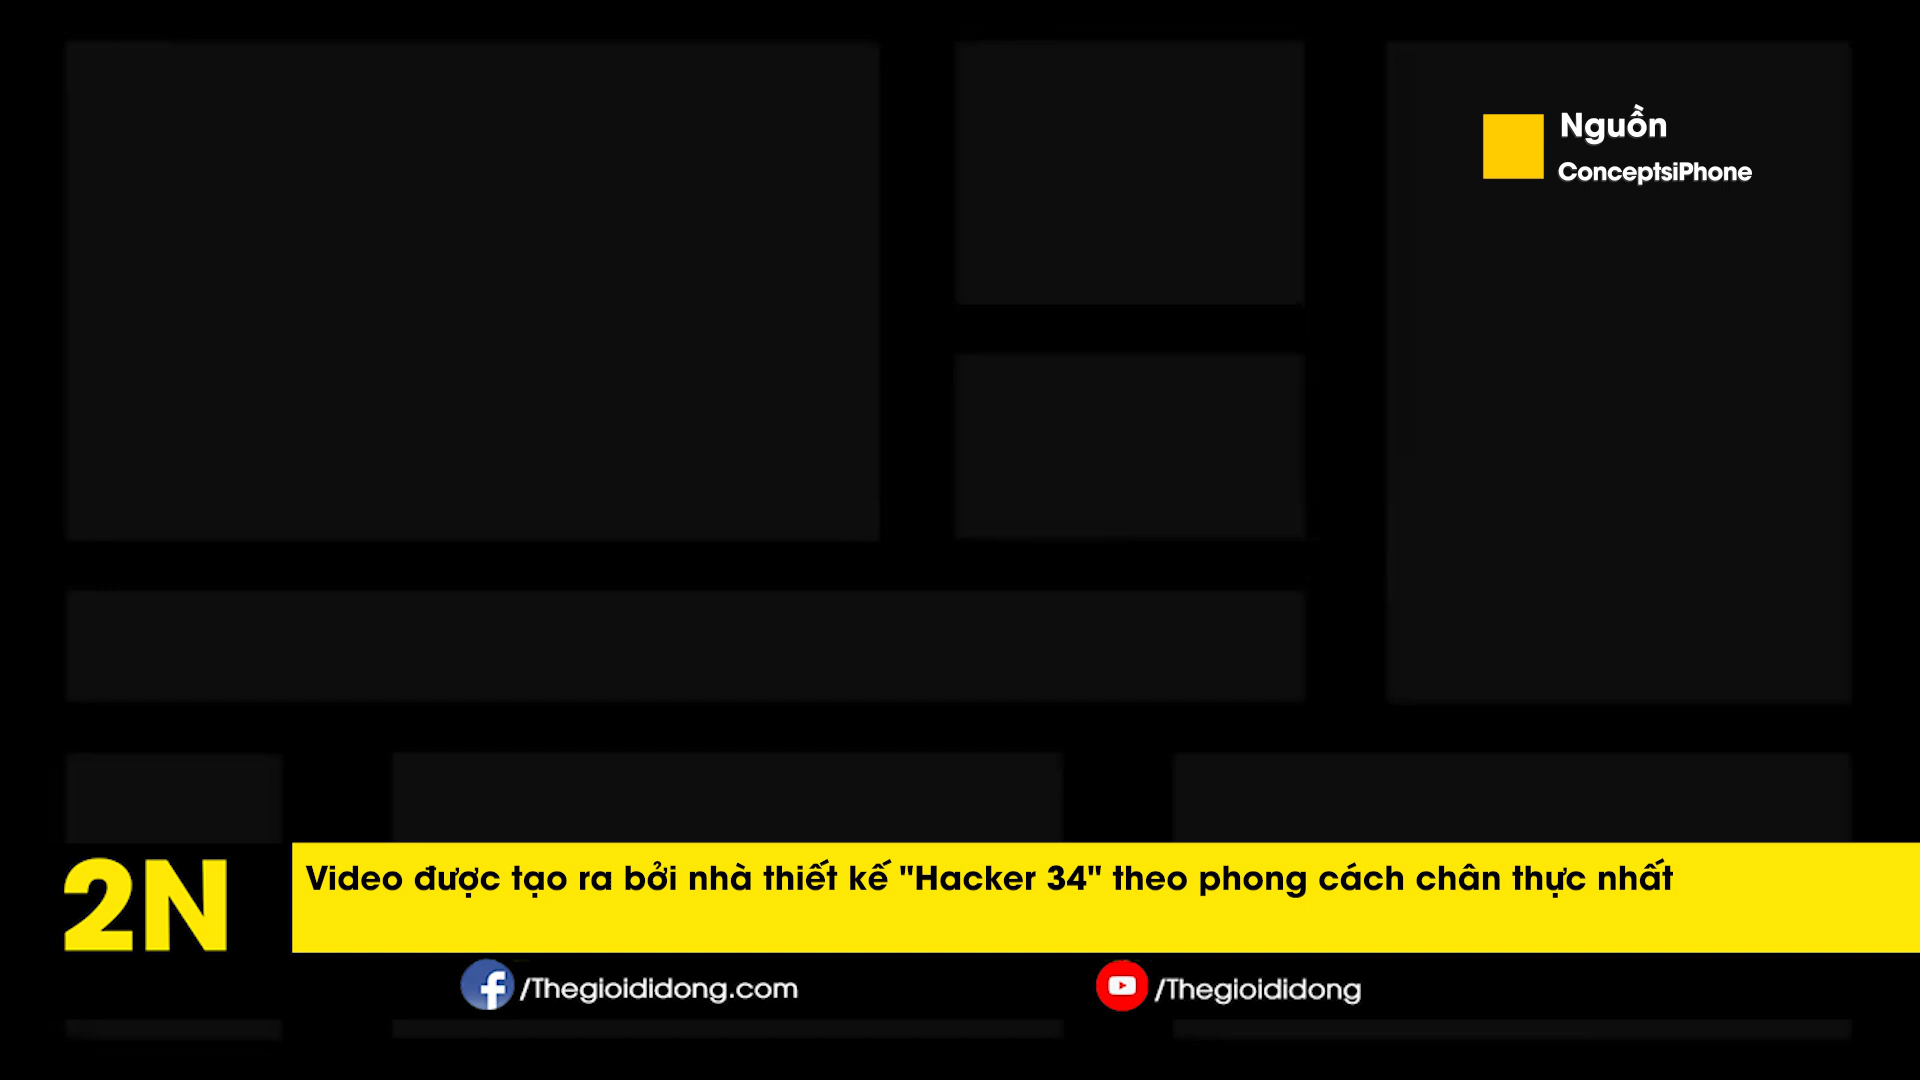 Nguồn
ConceptsiPhone
2N
Video được tạo ra bởi nhà thiết kế "Hacker 34" theo phong cách chân thực nhất
/Thegioididong.com
/Thegioididong